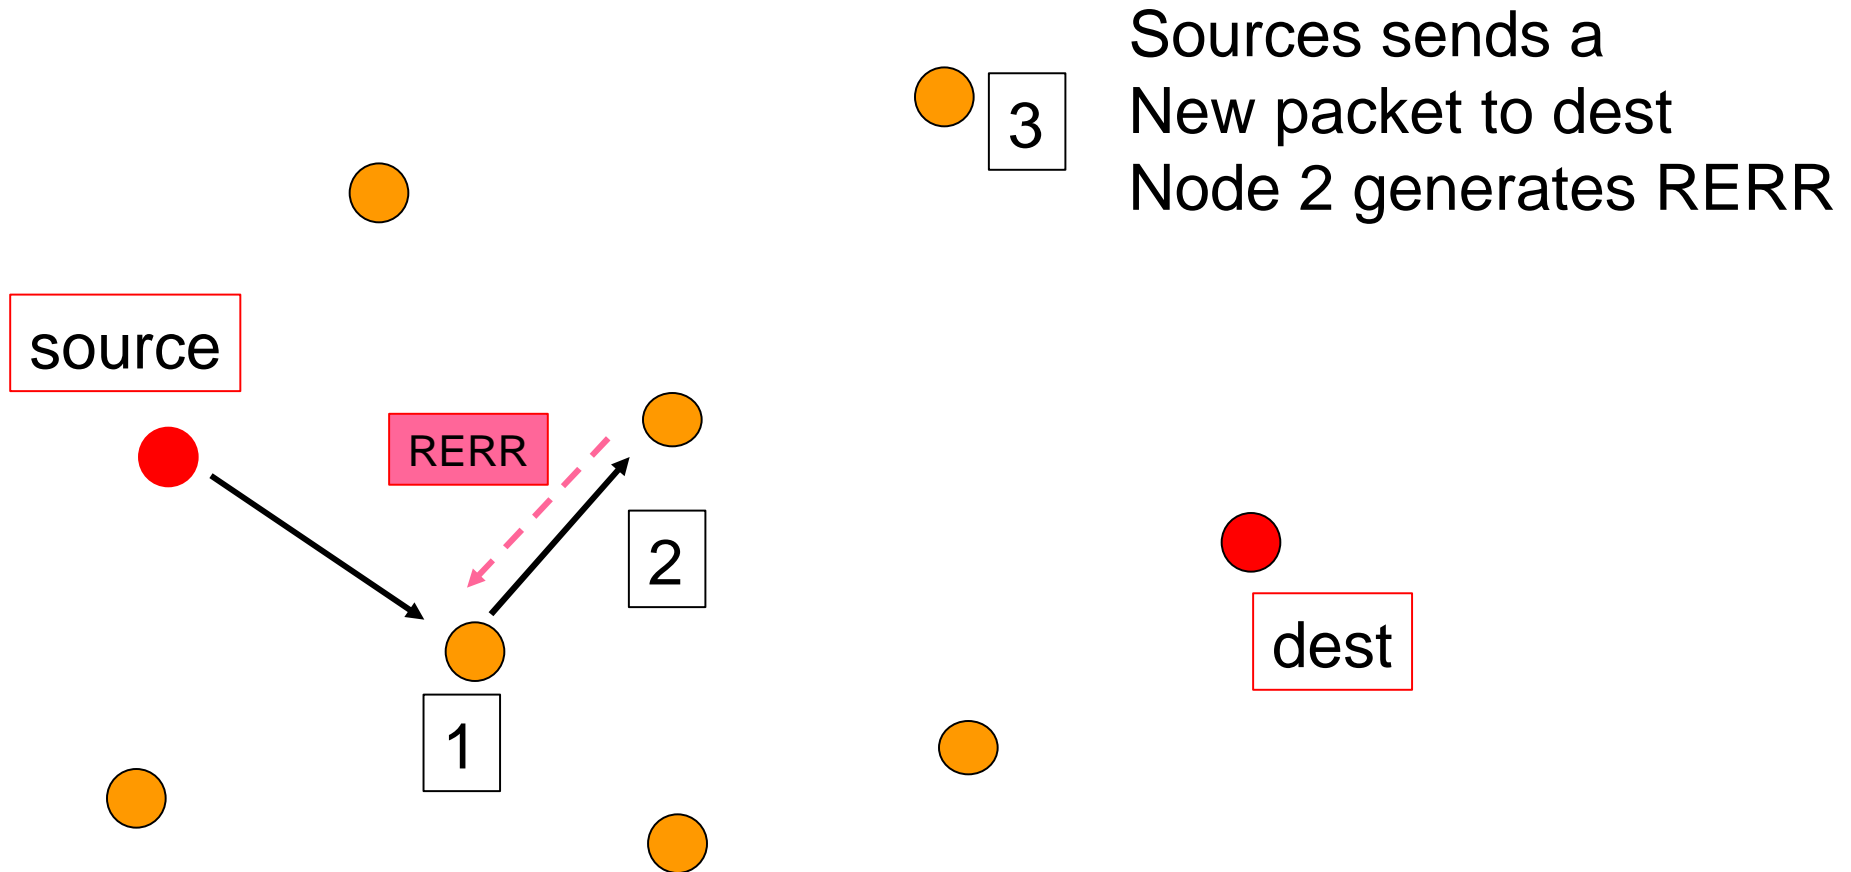 Sources sends a
New packet to dest
Node 2 generates RERR
3
source
RERR
2
dest
1